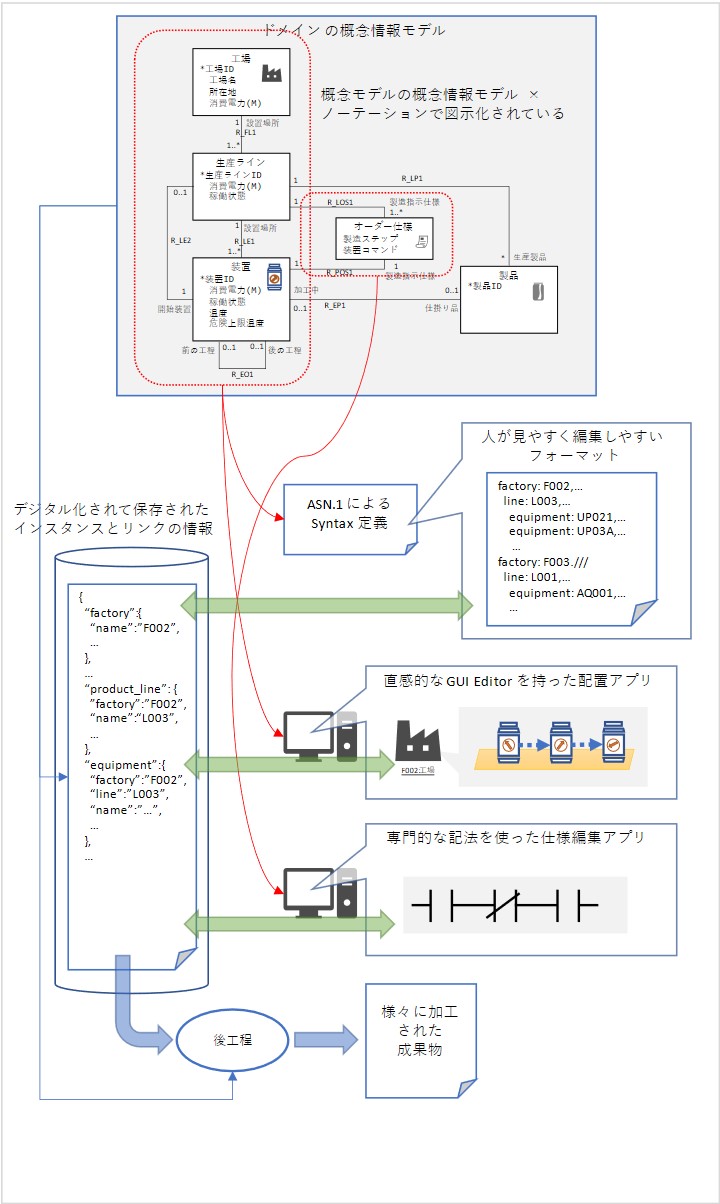 ドメイン の概念情報モデル
概念モデルの概念情報モデル ×
ノーテーションで図示化されている
工場
*工場ID
工場名
所在地
消費電力(M)
1
設置場所
R_FL1
1..*
生産ライン
*生産ラインID
消費電力(M)
稼働状態
0..1
1
R_LP1
1
R_LOS1
製造指示仕様
1..*
オーダー仕様
製造ステップ
装置コマンド
1
設置場所
R_LE2
R_LE1
1..*
1
R_POS1
1
製造指示仕様
*
生産製品
装置
*装置ID
消費電力(M)
稼働状態
温度
危険上限温度
開始装置
加工中
0..1
R_EP1
0..1
仕掛り品
製品
*製品ID
前の工程
0..1
0..1
後の工程
R_EO1
人が見やすく編集しやすい
フォーマット
factory: F002,…
line: L003,…
equipment: UP021,…
equipment: UP03A,…
…
factory: F003.///
line: L001,…
equipment: AQ001,…
…
ASN.1 による
Syntax 定義
デジタル化されて保存された
インスタンスとリンクの情報
{
“factory”:{
“name”:”F002”,
…
},
…
“product_line”: {
“factory”:”F002”,
“name”:“L003”,
…
},
“equipment”:{
“factory”:”F002”,
“line”:”L003”,
“name”:”…”,
…
},
…
直感的な GUI Editor を持った配置アプリ
F002工場
専門的な記法を使った仕様編集アプリ
後工程
様々に加工
された
成果物